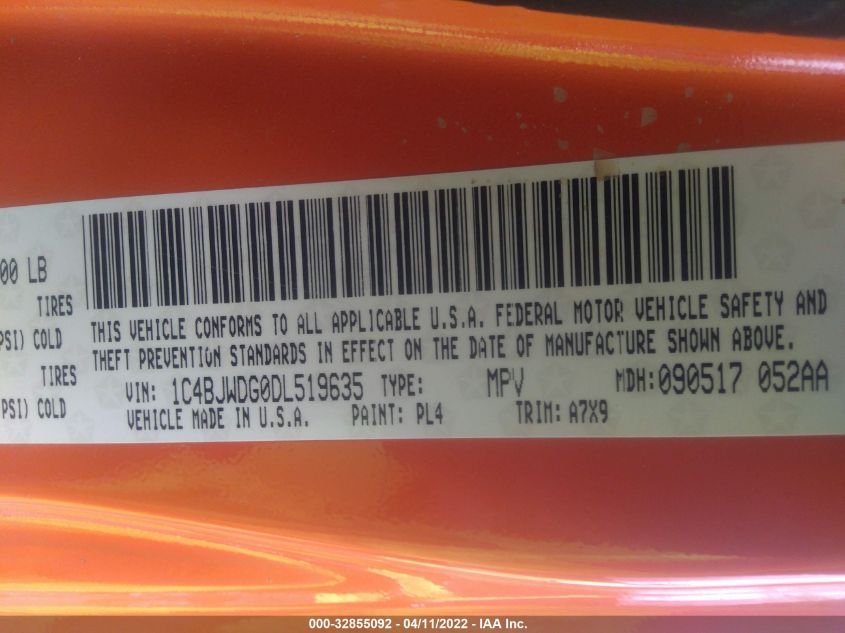 00 LB
TIRES
PSI) COLD
TIRES
PSI) COLD
THIS VEHICLE CONFORMS TO ALL APPLICABLE U.S.A. FEDERAL MOTOR VEHICLE SAFETY AND
THEFT PREVENTION STANDARDS IN EFFECT ON THE DATE OF MANUFACTURE SHOWN ABOVE.
VIN: 1C4BJWDG0DL519635 TYPE: MPV MDH:090517 052AA
VEHICLE MADE IN U.S.A. PAINT: PL4 TRIM: A7X9
000-32855092 - 04/11/2022 - IAA Inc.